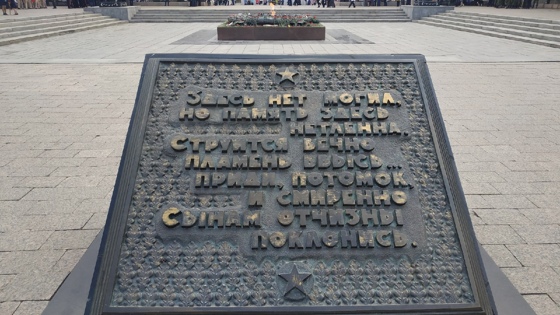 Здесь нет могил,
но память здесь
нетленна.
Струится вечно
пламень ввысь...
Приди, потомок,
и смиренно
сынам Отчизны
поклонись.